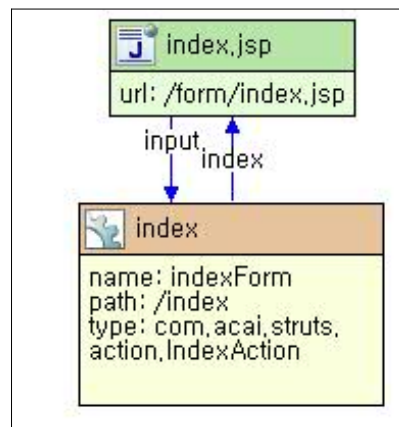 index.jsp
url: /form/index.jsp
input
index
index
name: indexForm
path: /index
type: com.acai.struts.
action.IndexAction